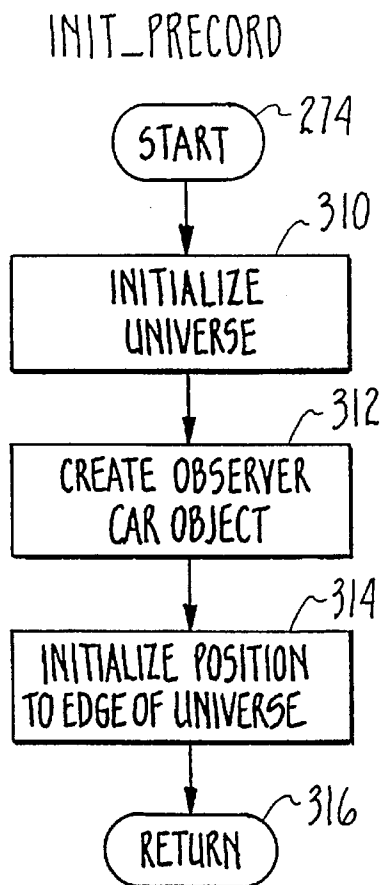 INIT_PRECORD
274
START
310
INITIALIZE
UNIVERSE
312
CREATE OBSERVER
CAR OBJECT
314
INITIALIZE POSITION
TO EDGE OF UNIVERSE
316
RETURN